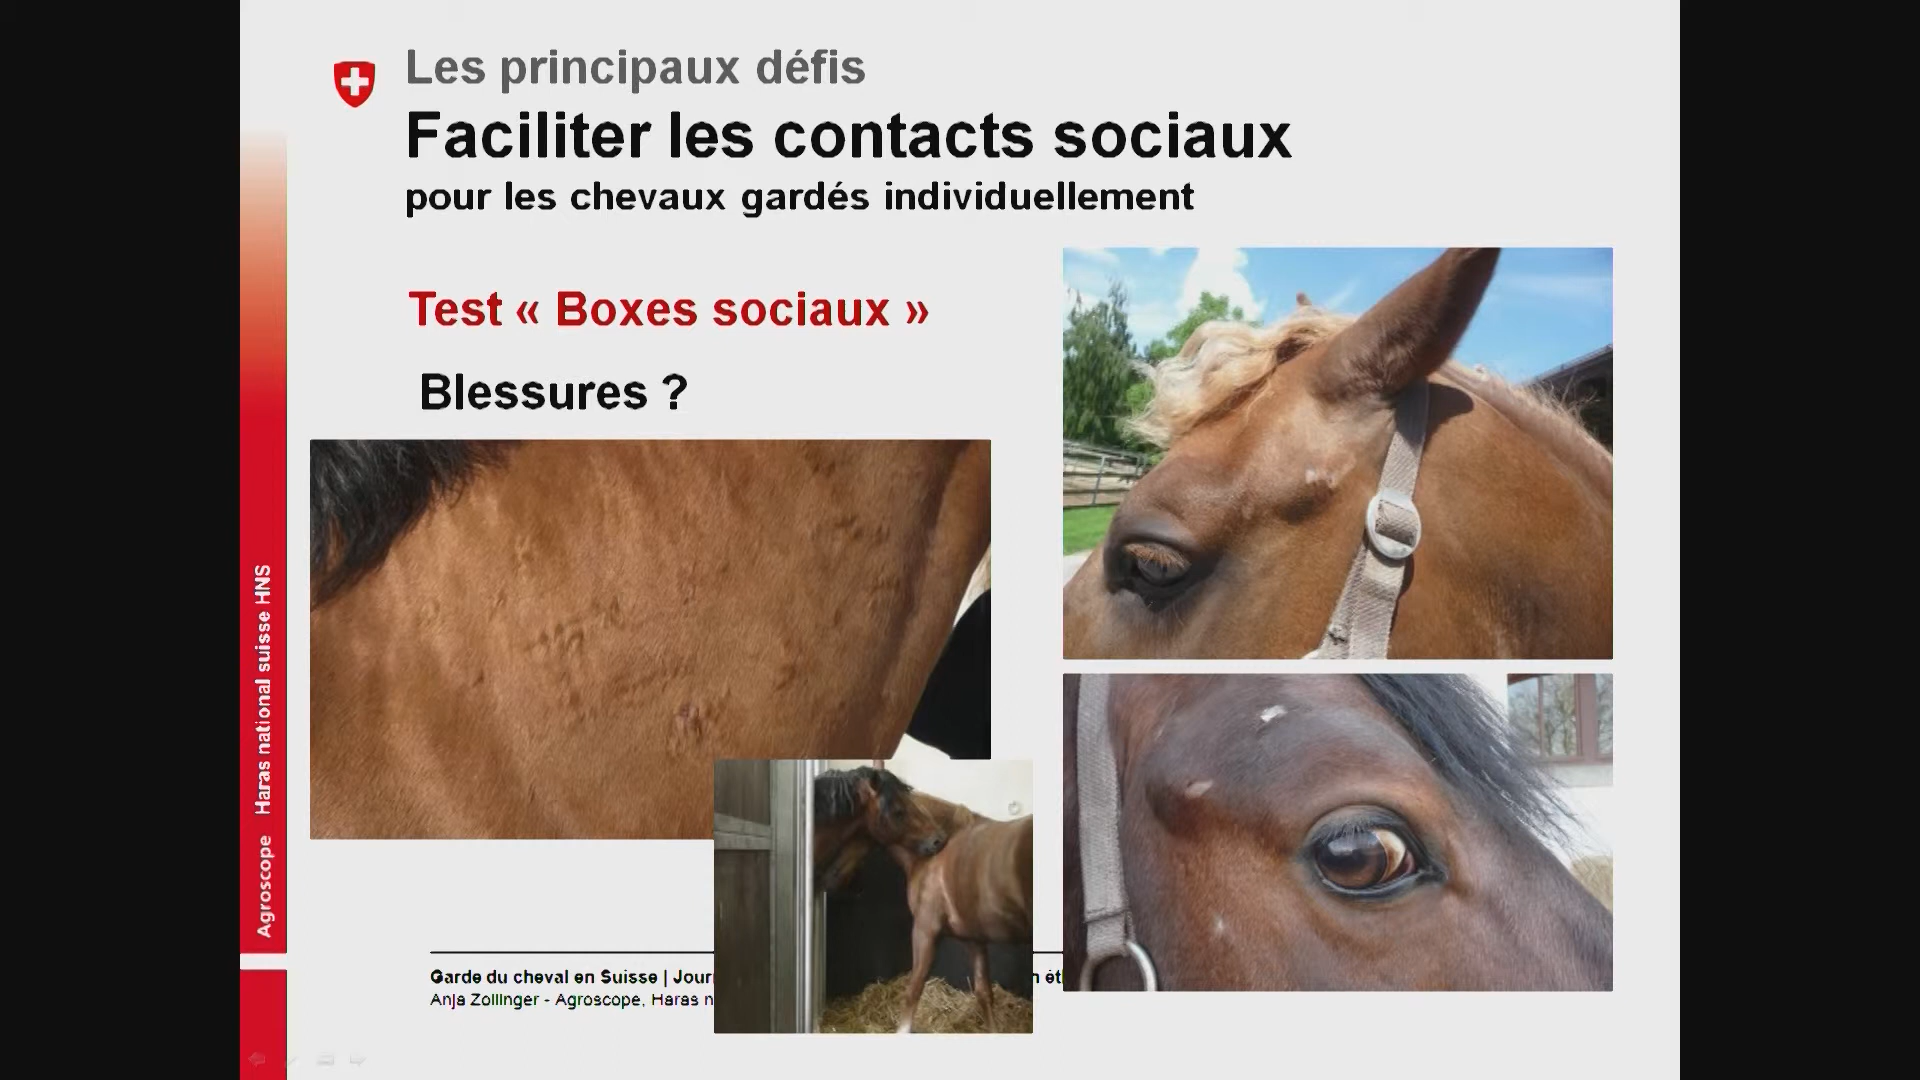 Les principaux défis
Faciliter les contacts sociaux
pour les chevaux gardés individuellement
Test « Boxes sociaux »
Blessures ?
Agroscope Haras national suisse HNS
Garde du cheval en Suisse |
Anja Zollinger - Agroscope, Haras